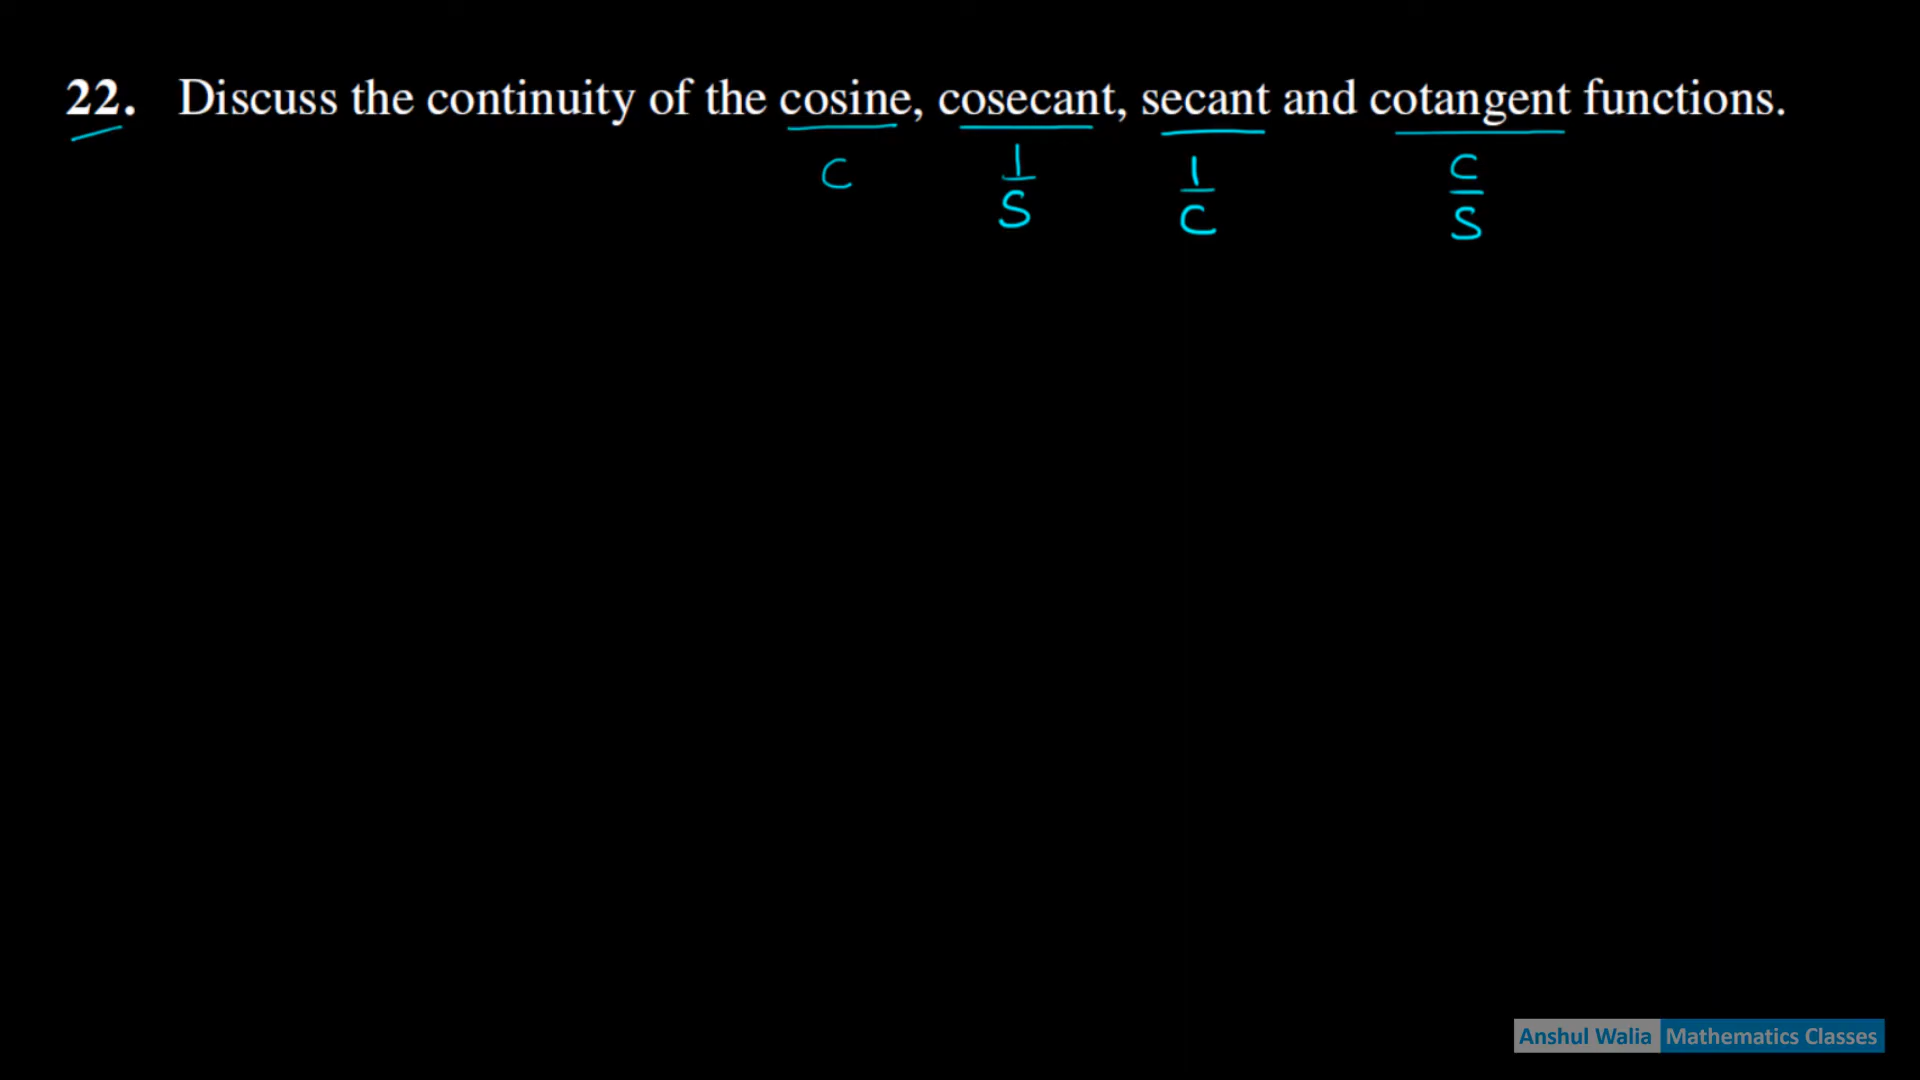 22. Discuss the continuity of the cosine, cosecant, secant and cotangent functions.
C 1/S 1/C C/S
Anshul Walia Mathematics Classes